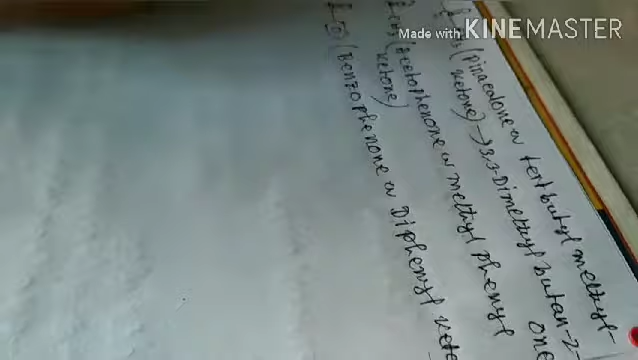 Made with KINEMASTER
(pinacolone or tertbutyl methyl-
ketone) → 3,3-Dimethyl butan-2-
one
(Acetophenone or methyl phenyl
ketone)
(Benzophenone or Diphenyl keto